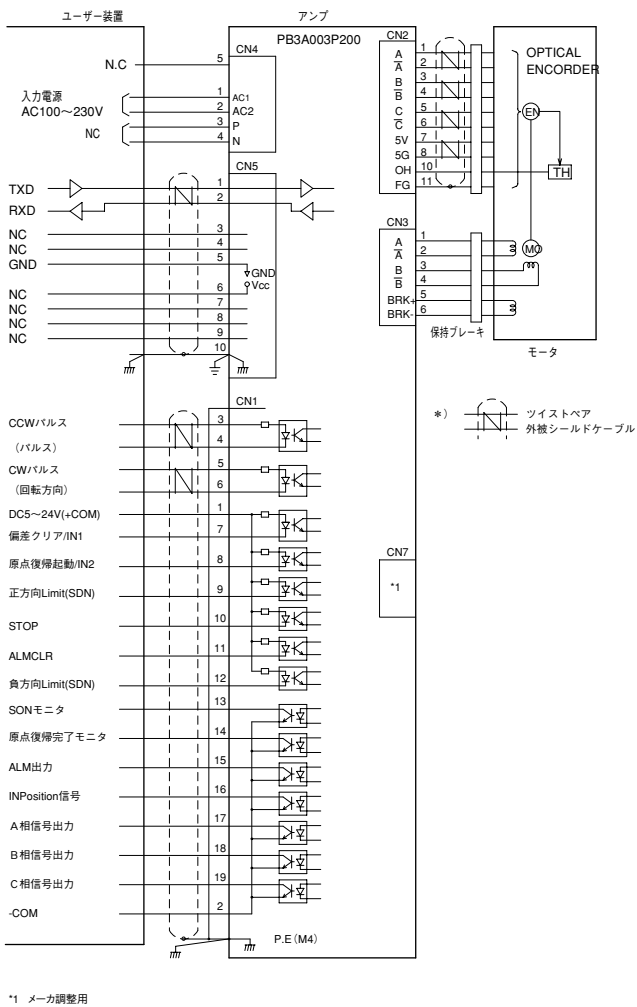 ユーザー装置
アンプ
PB3A003P200
CN4
N.C
5
入力電源
AC100～230V
1
AC1
2
AC2
NC
3
P
4
N
CN5
TXD
1
RXD
2
NC
3
NC
4
GND
5
GND
Vcc
NC
6
NC
7
NC
8
NC
9
10
CN1
CCWパルス
3
（パルス）
4
CWパルス
5
（回転方向）
6
DC5～24V(+COM)
1
偏差クリア/IN1
7
原点復帰起動/IN2
8
正方向Limit(SDN)
9
STOP
10
ALMCLR
11
負方向Limit(SDN)
12
SONモニタ
13
原点復帰完了モニタ
14
ALM出力
15
INPosition信号
16
A相信号出力
17
B相信号出力
18
C相信号出力
19
-COM
2
P.E（M4）
CN2
A
1
A̅
2
B
3
B̅
4
C
5
C̅
6
5V
7
5G
8
OH
10
FG
11
OPTICAL
ENCORDER
EN
TH
CN3
A
1
A̅
2
B
3
B̅
4
BRK+
5
BRK-
6
MO
保持ブレーキ
モータ
*）
ツイストペア
外被シールドケーブル
CN7
*1
*1 メーカ調整用